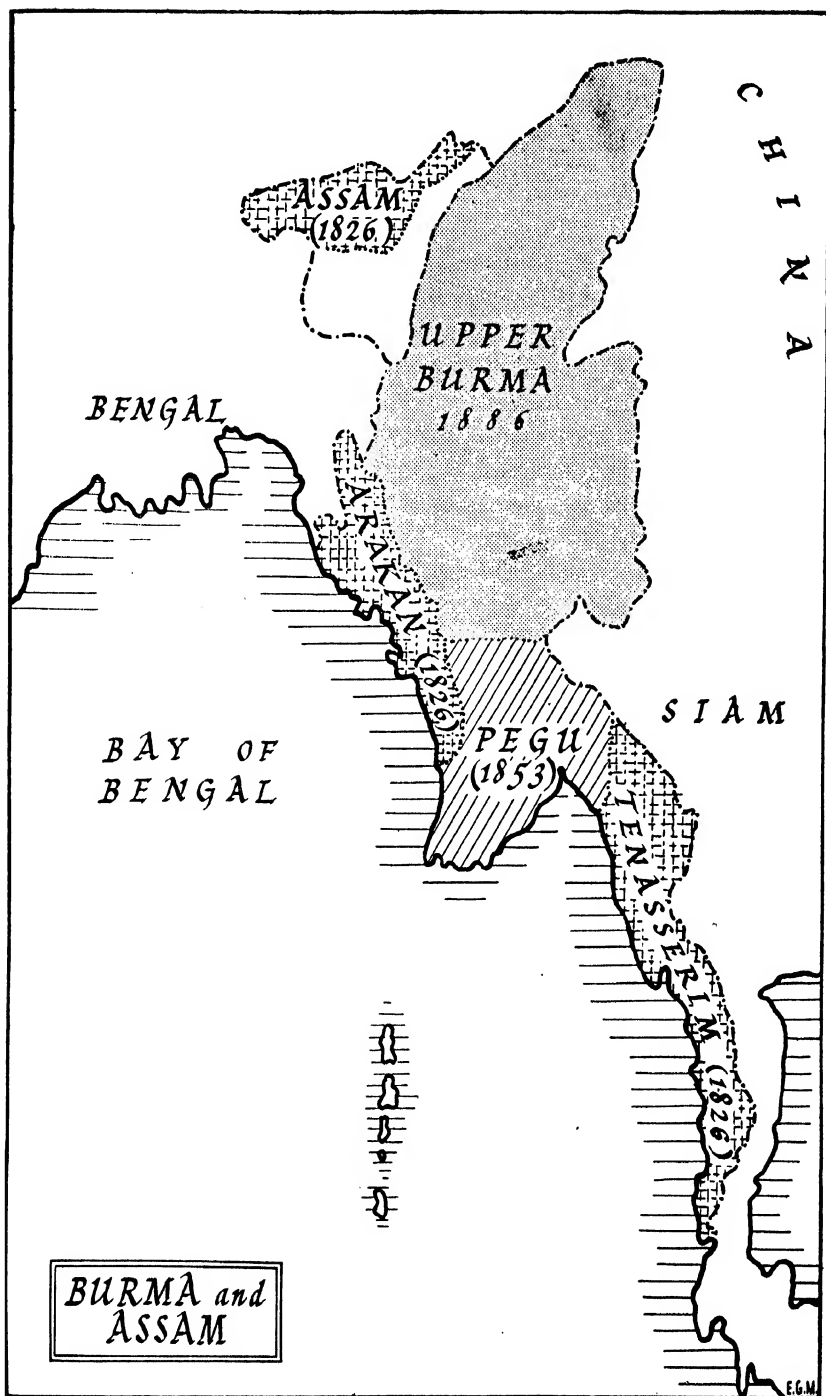 CHINA
ASSAM
(1826)
UPPER
BURMA
1886
BENGAL
ARAKAN (1826)
BAY OF
BENGAL
PEGU
(1853)
SIAM
TENASSERIM (1826)
BURMA and
ASSAM
E.G.M.